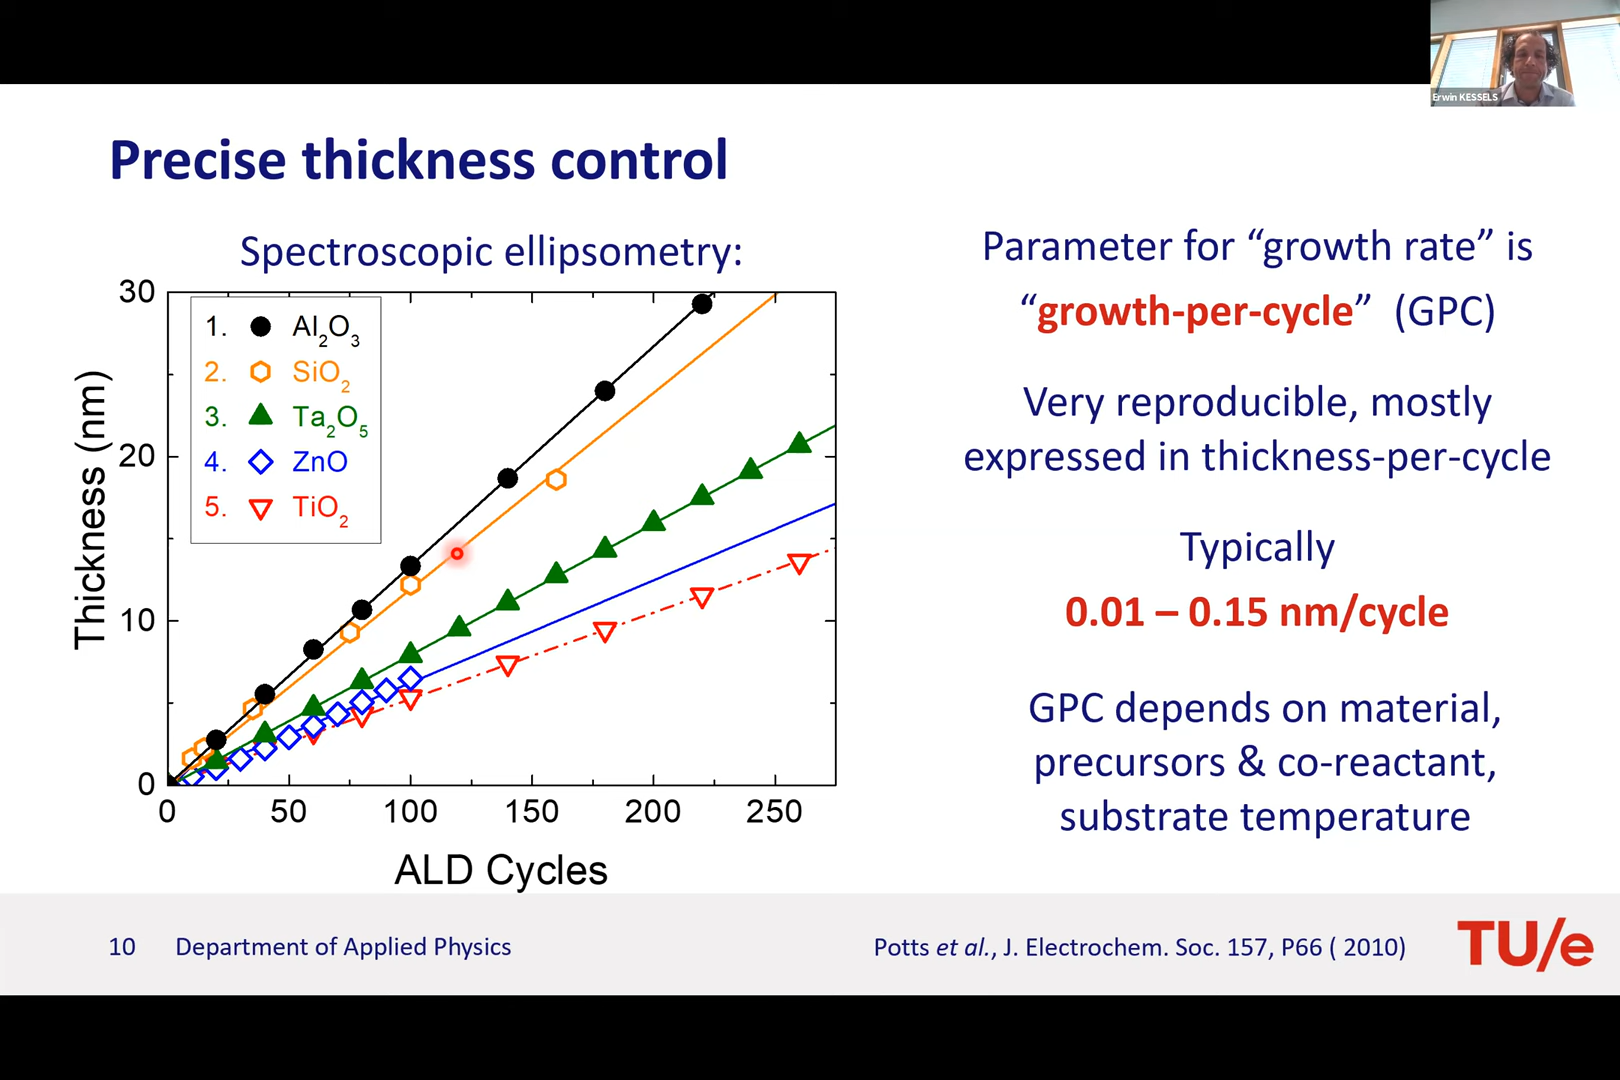 Erwin KESSELS
Precise thickness control
Spectroscopic ellipsometry:
30
20
10
0
Thickness (nm)
1. Al₂O₃
2. SiO₂
3. Ta₂O₅
4. ZnO
5. TiO₂
0 50 100 150 200 250
ALD Cycles
Parameter for “growth rate” is
“growth-per-cycle” (GPC)
Very reproducible, mostly
expressed in thickness-per-cycle
Typically
0.01 – 0.15 nm/cycle
GPC depends on material,
precursors & co-reactant,
substrate temperature
10 Department of Applied Physics
Potts et al., J. Electrochem. Soc. 157, P66 ( 2010)
TU/e